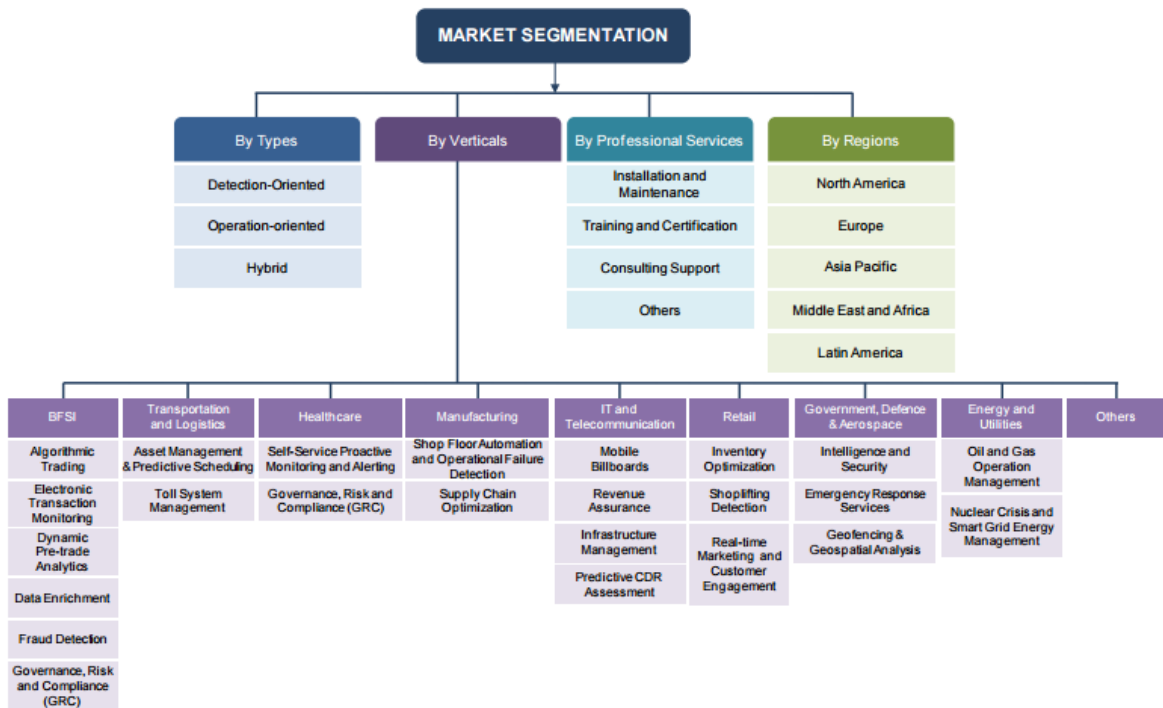 MARKET SEGMENTATION
By Types
By Verticals
By Professional Services
By Regions
Detection-Oriented
Operation-oriented
Hybrid
Installation and
Maintenance
Training and Certification
Consulting Support
Others
North America
Europe
Asia Pacific
Middle East and Africa
Latin America
BFSI
Algorithmic
Trading
Electronic
Transaction
Monitoring
Dynamic
Pre-trade
Analytics
Data Enrichment
Fraud Detection
Governance, Risk
and Compliance
(GRC)
Transportation
and Logistics
Asset Management
& Predictive Scheduling
Toll System
Management
Healthcare
Self-Service Proactive
Monitoring and Alerting
Governance, Risk and
Compliance (GRC)
Manufacturing
Shop Floor Automation
and Operational Failure
Detection
Supply Chain
Optimization
IT and
Telecommunication
Mobile
Billboards
Revenue
Assurance
Infrastructure
Management
Predictive CDR
Assessment
Retail
Inventory
Optimization
Shoplifting
Detection
Real-time
Marketing and
Customer
Engagement
Government, Defence
& Aerospace
Intelligence and
Security
Emergency Response
Services
Geofencing &
Geospatial Analysis
Energy and
Utilities
Oil and Gas
Operation
Management
Nuclear Crisis and
Smart Grid Energy
Management
Others